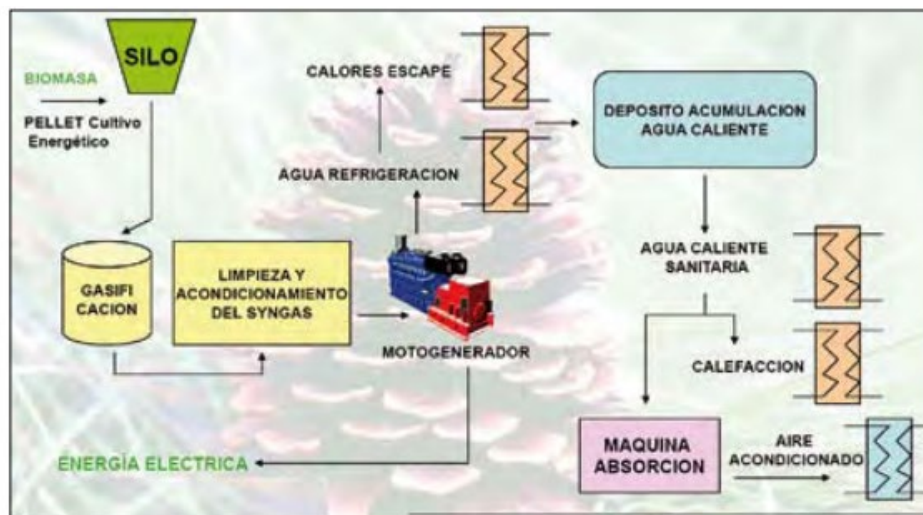 SILO
BIOMASA
PELLET Cultivo
Energético
GASIFI
CACION
LIMPIEZA Y
ACONDICIONAMIENTO
DEL SYNGAS
CALORES ESCAPE
AGUA REFRIGERACION
MOTOGENERADOR
ENERGÍA ELECTRICA
DEPOSITO ACUMULACION
AGUA CALIENTE
AGUA CALIENTE
SANITARIA
CALEFACCION
MAQUINA
ABSORCION
AIRE
ACONDICIONADO